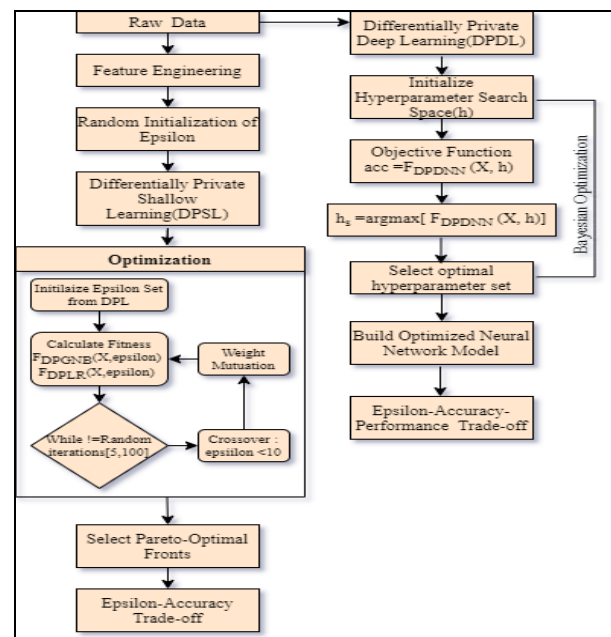 Raw Data
Feature Engineering
Random Initialization of
Epsilon
Differentially Private
Shallow
Learning(DPSL)
Optimization
Initilaize Epsilon Set
from DPL
Calculate Fitness
FDPGNB(X,epsilon)
FDPLR(X,epsilon)
Weight
Mutuation
While !=Random
iterations[5,100]
Crossover :
epsiilon <10
Select Pareto-Optimal
Fronts
Epsilon-Accuracy
Trade-off
Differentially Private
Deep Learning(DPDL)
Initialize
Hyperparameter Search
Space(h)
Objective Function
acc =FDPDNN (X, h)
hs =argmax[ FDPDNN (X, h)]
Select optimal
hyperparameter set
Build Optimized Neural
Network Model
Epsilon-Accuracy-
Performance Trade-off
Bayesian Optimization